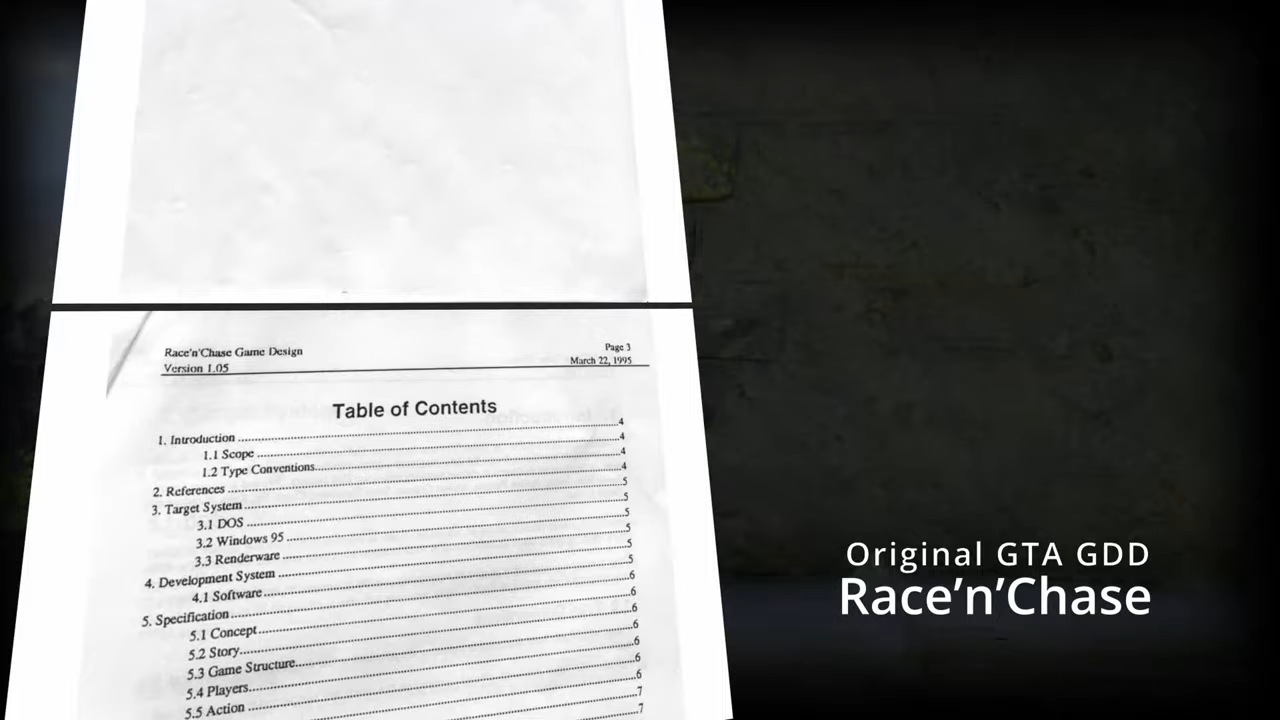 Race'n'Chase Game Design
Page 3
Version 1.05
March 22, 1995
Table of Contents
1. Introduction ........ 4
1.1 Scope ........ 4
1.2 Type Conventions ........ 4
2. References ........ 4
3. Target System ........ 5
3.1 DOS ........ 5
3.2 Windows 95 ........ 5
3.3 Renderware ........ 5
4. Development System ........ 5
4.1 Software ........ 5
5. Specification ........ 6
5.1 Concept ........ 6
5.2 Story ........ 6
5.3 Game Structure ........ 6
5.4 Players ........ 6
5.5 Action ........ 6
7
7
Original GTA GDD
Race’n’Chase